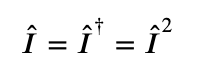 Î = Î† = Î²